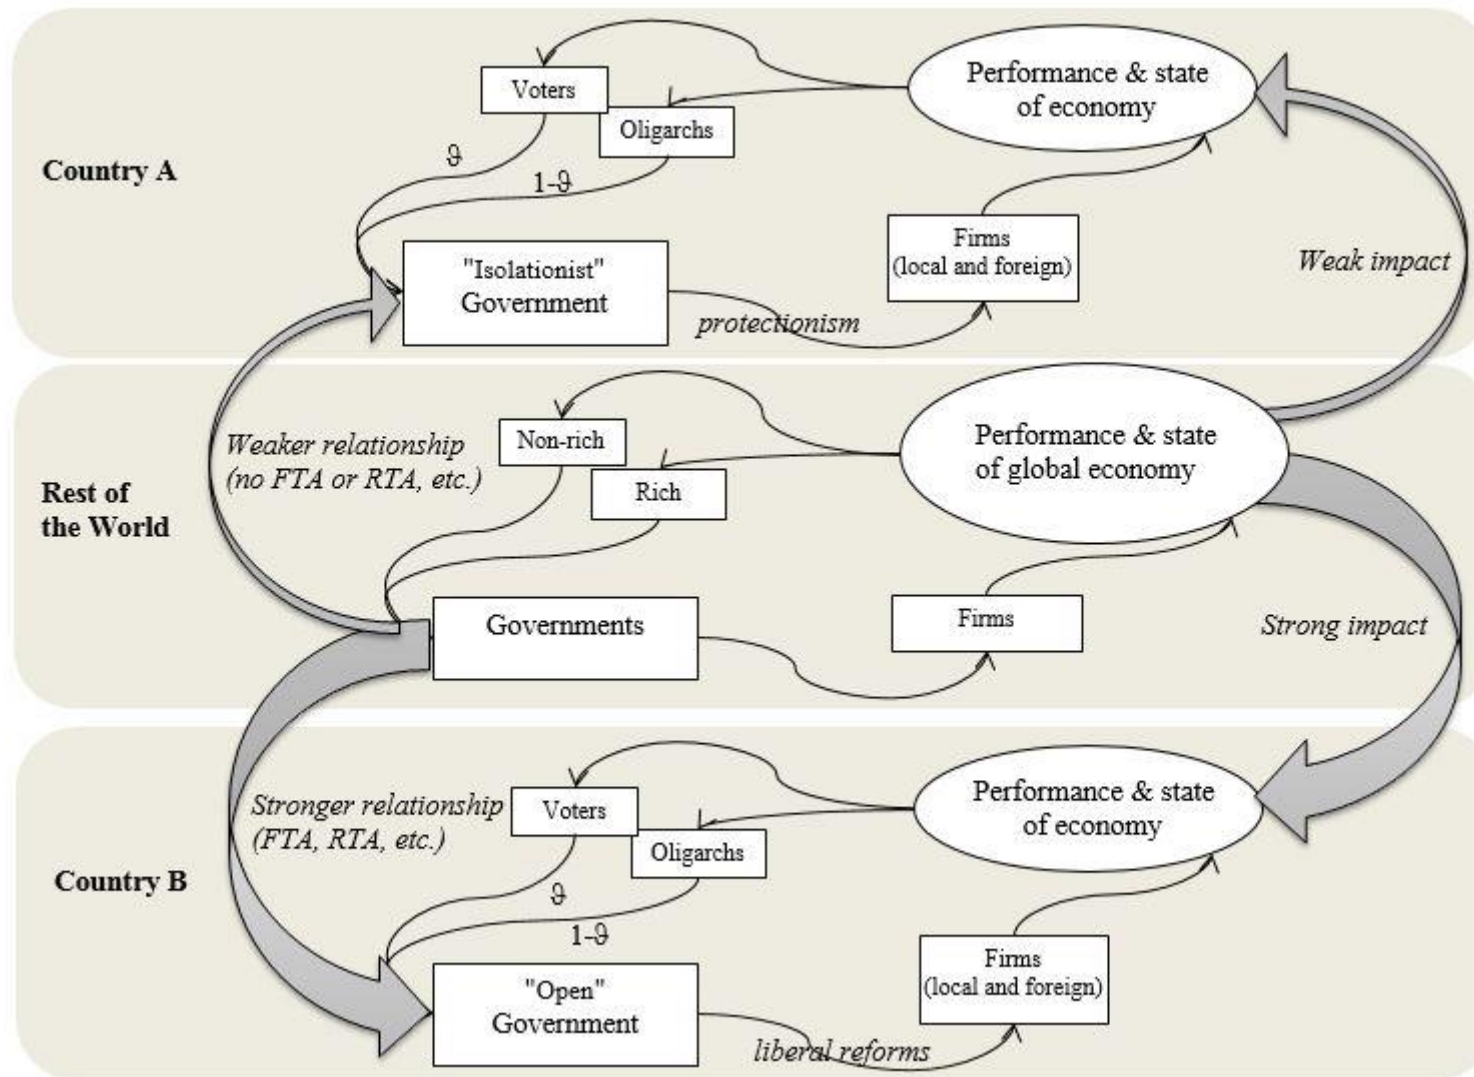 Country A
Voters
Oligarchs
Performance & state
of economy
ϑ
1-ϑ
"Isolationist"
Government
protectionism
Firms
(local and foreign)
Weak impact
Rest of
the World
Weaker relationship
(no FTA or RTA, etc.)
Non-rich
Rich
Performance & state
of global economy
Governments
Firms
Strong impact
Country B
Stronger relationship
(FTA, RTA, etc.)
Voters
Oligarchs
Performance & state
of economy
ϑ
1-ϑ
"Open"
Government
liberal reforms
Firms
(local and foreign)